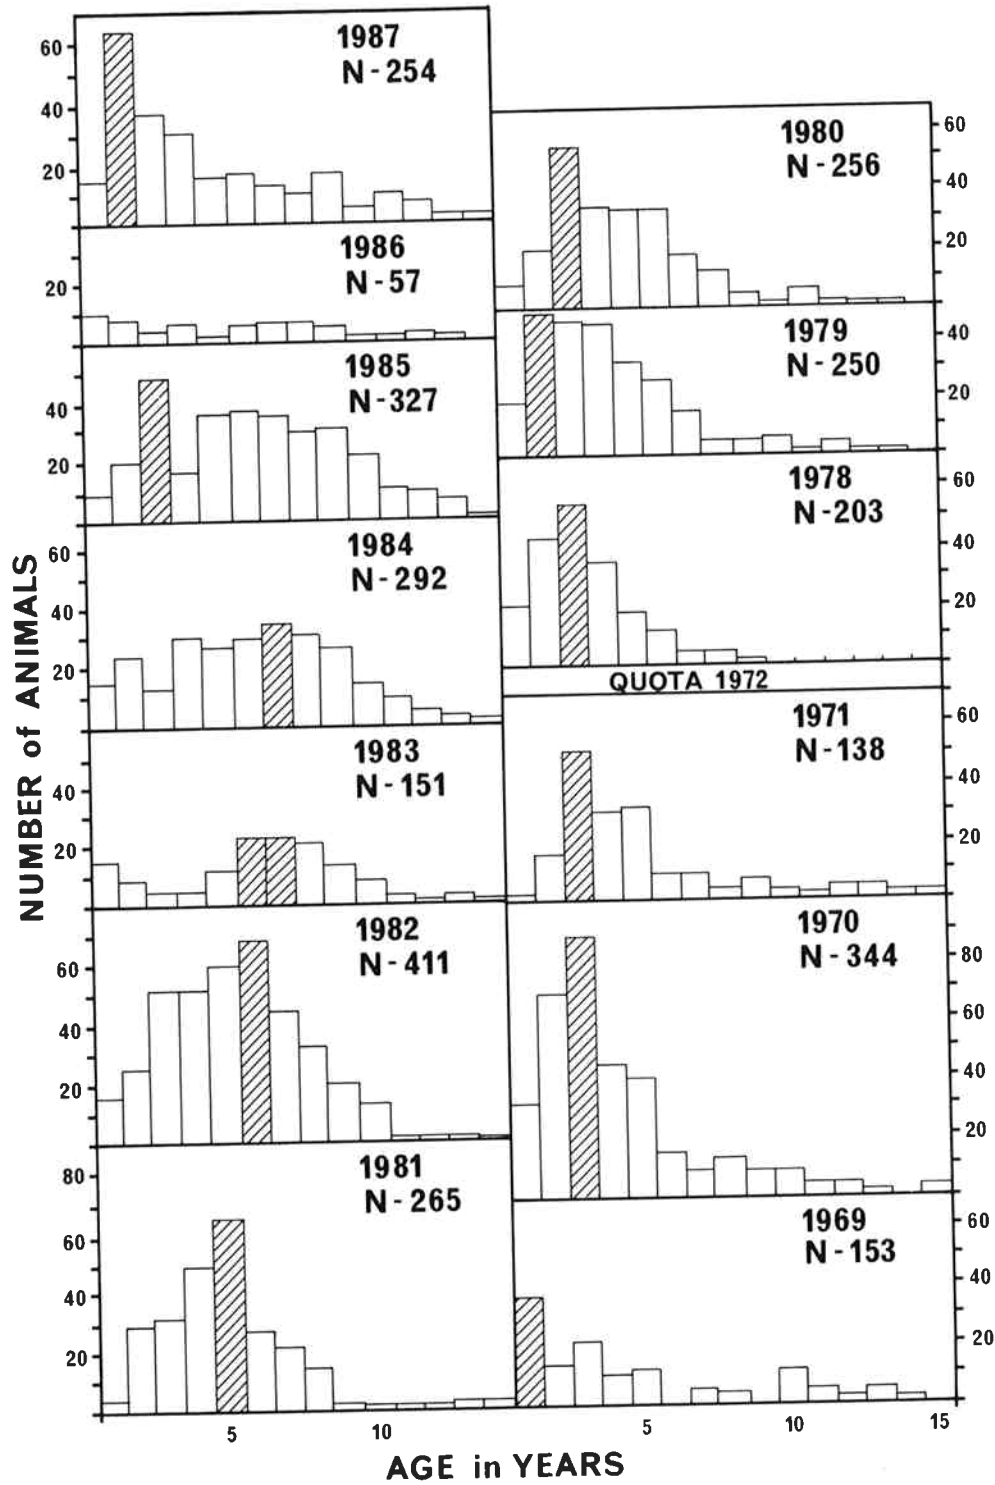 NUMBER of ANIMALS
1987
N - 254
60
40
20
1986
N - 57
20
1985
N - 327
40
20
1984
N - 292
60
40
20
1983
N - 151
40
20
1982
N - 411
60
40
20
1981
N - 265
80
60
40
20
5 10
1980
N - 256
60
40
20
1979
N - 250
40
20
1978
N - 203
60
40
20
QUOTA 1972
1971
N - 138
60
40
20
1970
N - 344
80
60
40
20
1969
N - 153
60
40
20
5 10 15
AGE in YEARS